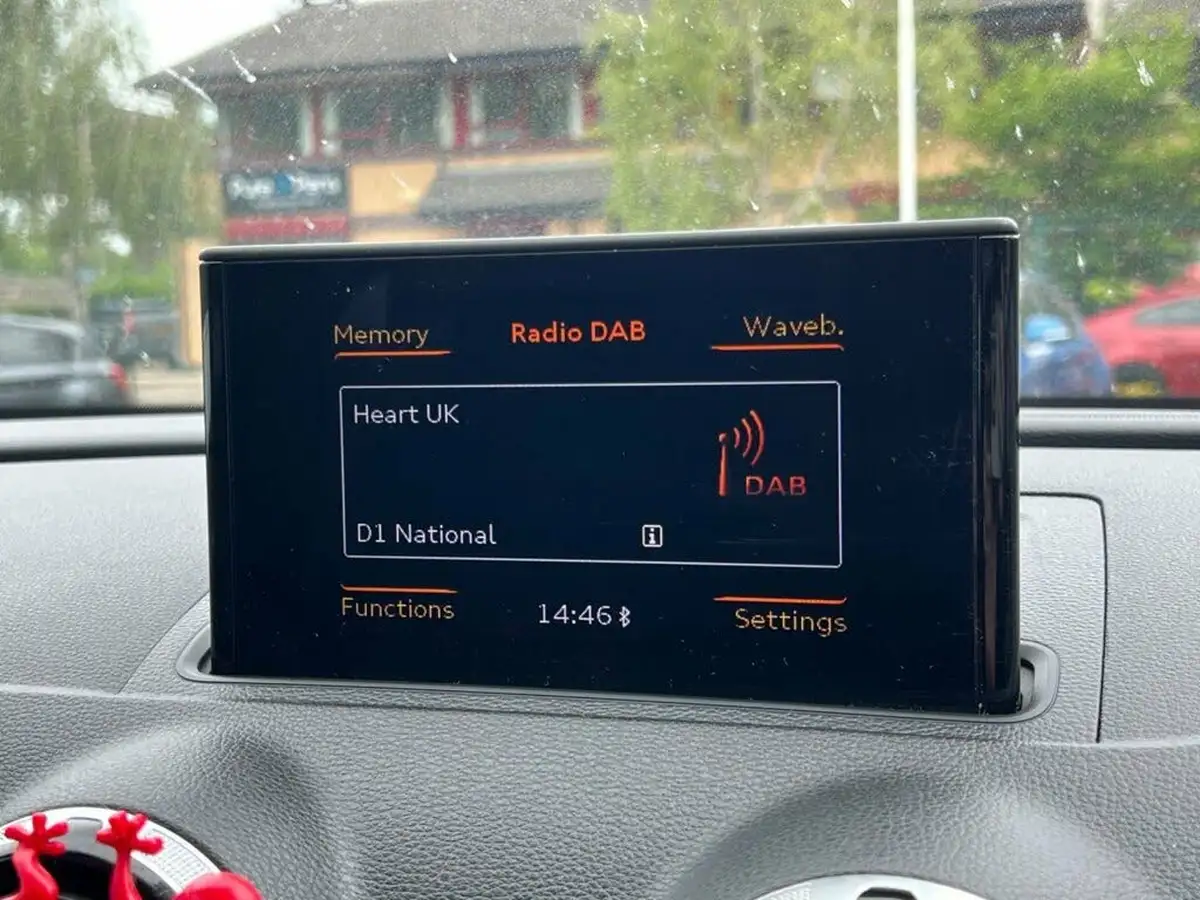 Memory
Radio DAB
Waveb.
Heart UK
DAB
D1 National
i
Functions
14:46
Settings